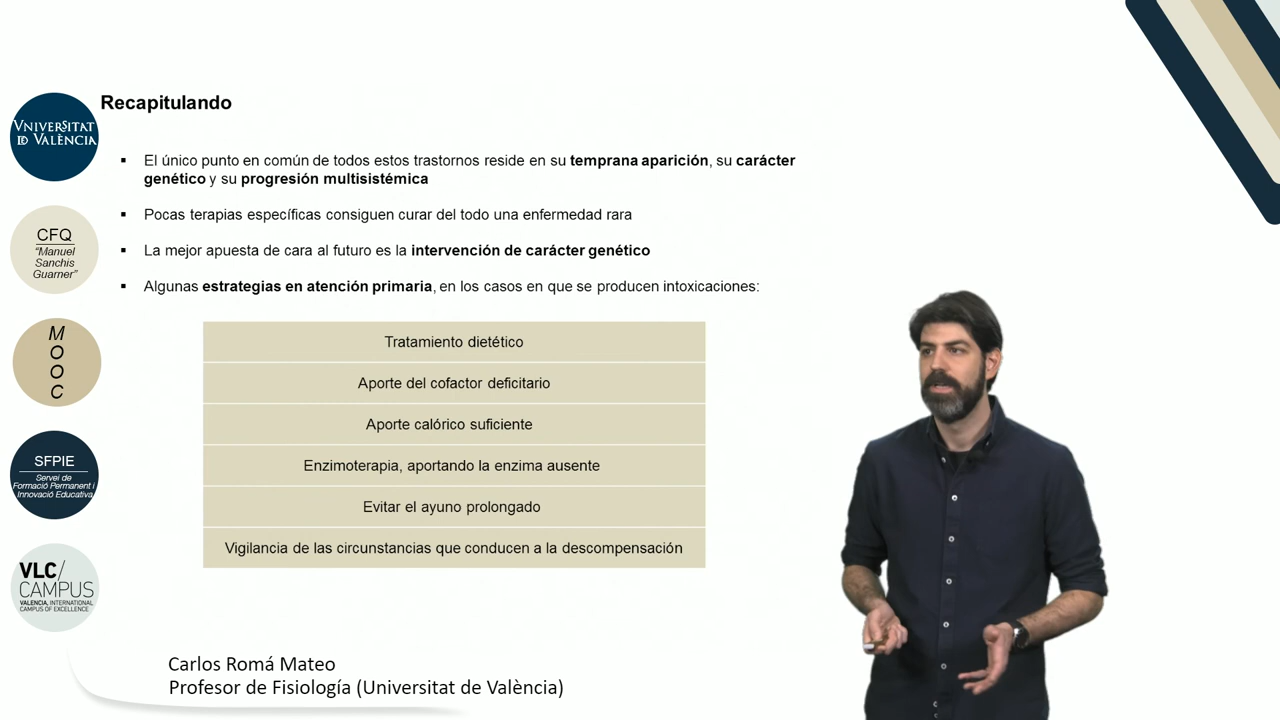 Recapitulando
VNIVERSITAT
ID VALÈNCIA
▪ El único punto en común de todos estos trastornos reside en su temprana aparición, su carácter
genético y su progresión multisistémica
▪ Pocas terapias específicas consiguen curar del todo una enfermedad rara
CFQ
“Manuel
Sanchis
Guarner”
▪ La mejor apuesta de cara al futuro es la intervención de carácter genético
▪ Algunas estrategias en atención primaria, en los casos en que se producen intoxicaciones:
M
O
O
C
Tratamiento dietético
Aporte del cofactor deficitario
Aporte calórico suficiente
Enzimoterapia, aportando la enzima ausente
Evitar el ayuno prolongado
Vigilancia de las circunstancias que conducen a la descompensación
SFPIE
Servei de
Formació Permanent i
Innovació Educativa
VLC/
CAMPUS
VALENCIA, INTERNATIONAL
CAMPUS OF EXCELLENCE
Carlos Romá Mateo
Profesor de Fisiología (Universitat de València)